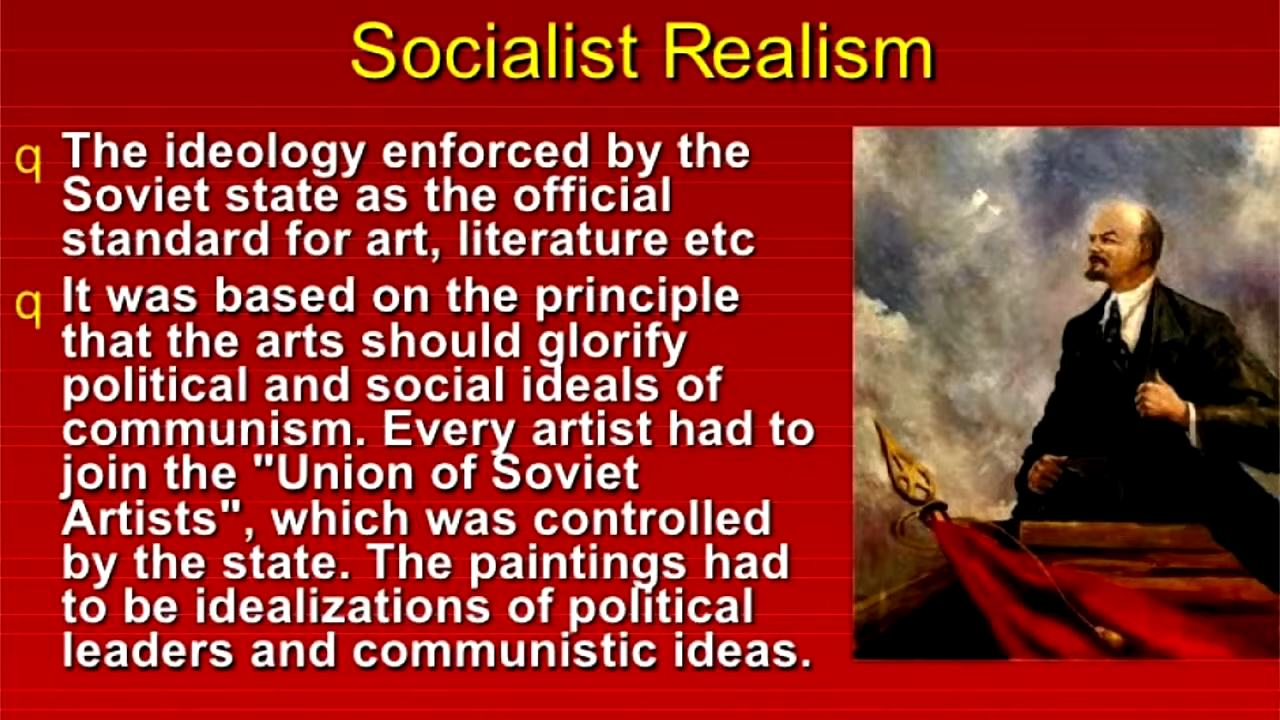 Socialist Realism
q The ideology enforced by the
Soviet state as the official
standard for art, literature etc
q It was based on the principle
that the arts should glorify
political and social ideals of
communism. Every artist had to
join the "Union of Soviet
Artists", which was controlled
by the state. The paintings had
to be idealizations of political
leaders and communistic ideas.